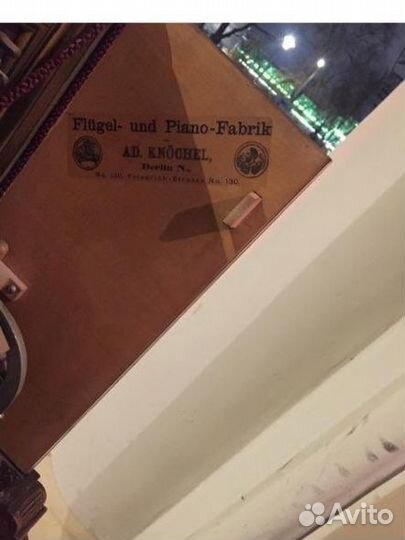 Flügel- und Piano-Fabrik
AD. KNÖCHEL,
Berlin N.,
No. 130. Friedrich-Strasse No. 130.
Avito